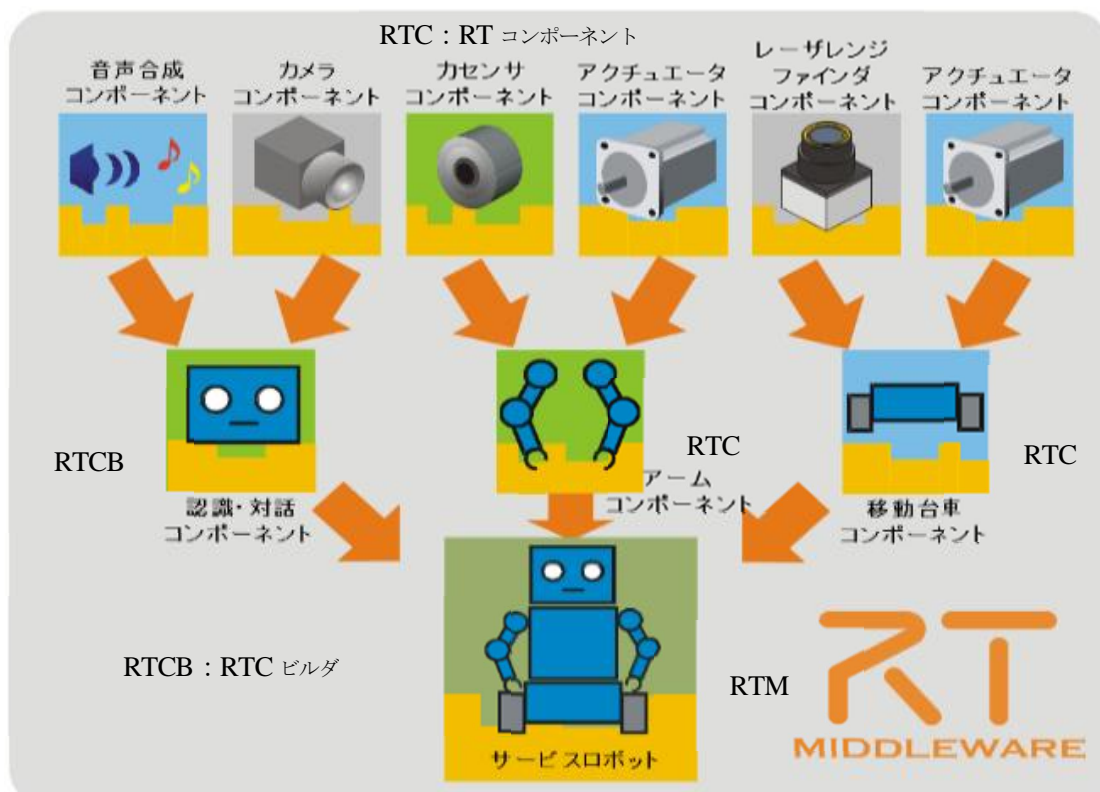 RTC：RT コンポーネント
音声合成
コンポーネント
カメラ
コンポーネント
力センサ
コンポーネント
アクチュエータ
コンポーネント
レーザレンジ
ファインダ
コンポーネント
アクチュエータ
コンポーネント
RTCB
認識・対話
コンポーネント
RTC
アーム
コンポーネント
RTC
移動台車
コンポーネント
RTCB：RTC ビルダ
サービスロボット
RTM
RT
MIDDLEWARE